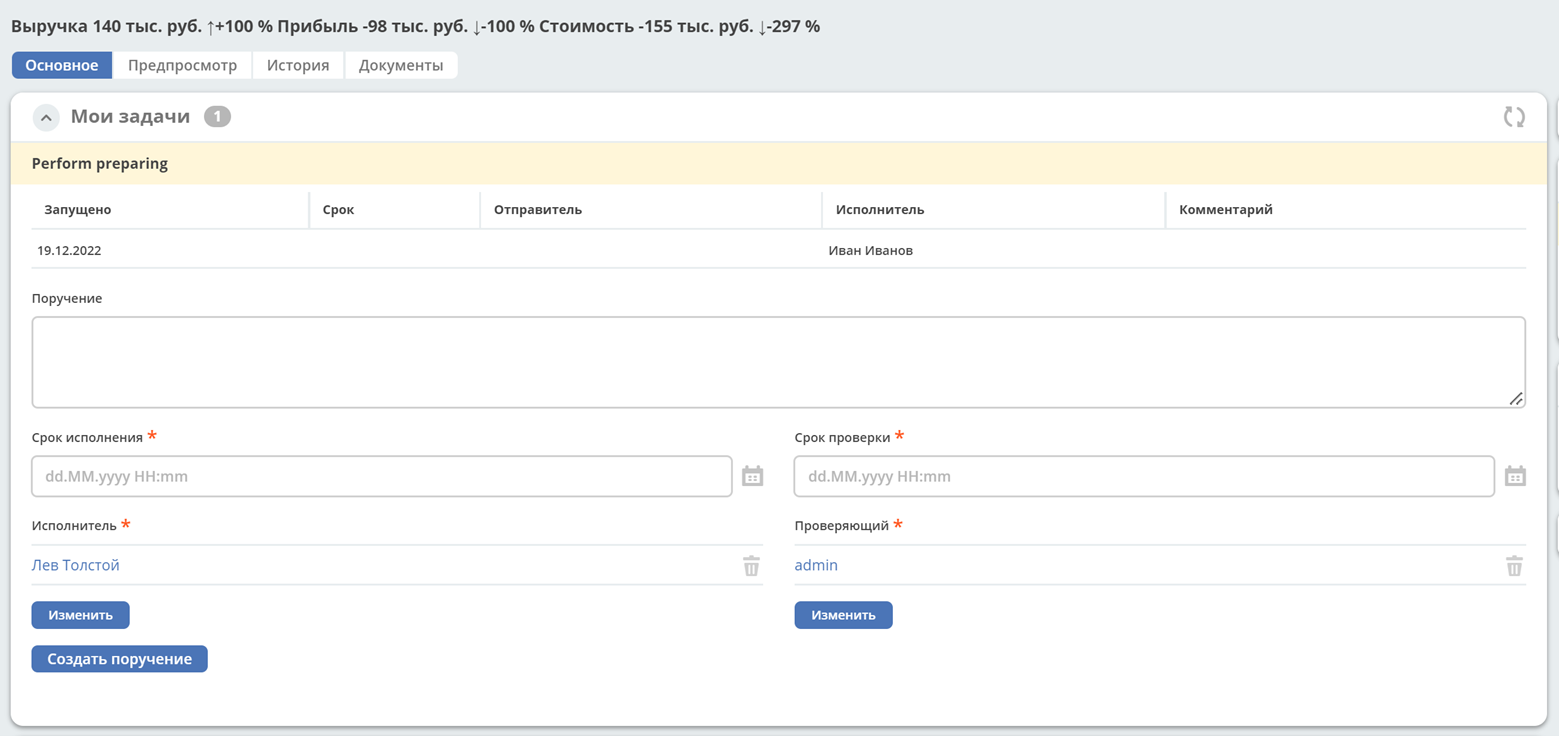 Выручка 140 тыс. руб. ↑+100 % Прибыль -98 тыс. руб. ↓-100 % Стоимость -155 тыс. руб. ↓-297 %
Основное Предпросмотр История Документы
Мои задачи 1
Perform preparing
Запущено Срок Отправитель Исполнитель Комментарий
19.12.2022 Иван Иванов
Поручение
Срок исполнения * Срок проверки *
dd.MM.yyyy HH:mm dd.MM.yyyy HH:mm
Исполнитель * Проверяющий *
Лев Толстой admin
Изменить Изменить
Создать поручение